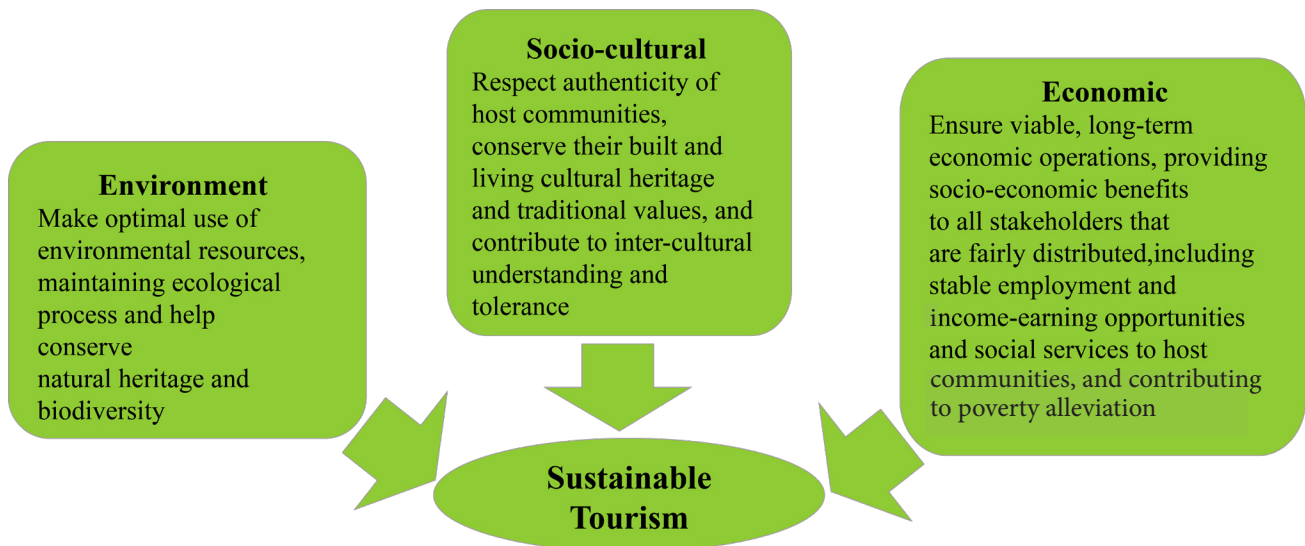 Environment
Make optimal use of
environmental resources,
maintaining ecological
process and help
conserve
natural heritage and
biodiversity
Socio-cultural
Respect authenticity of
host communities,
conserve their built and
living cultural heritage
and traditional values, and
contribute to inter-cultural
understanding and
tolerance
Economic
Ensure viable, long-term
economic operations, providing
socio-economic benefits
to all stakeholders that
are fairly distributed,including
stable employment and
income-earning opportunities
and social services to host
communities, and contributing
to poverty alleviation
Sustainable
Tourism